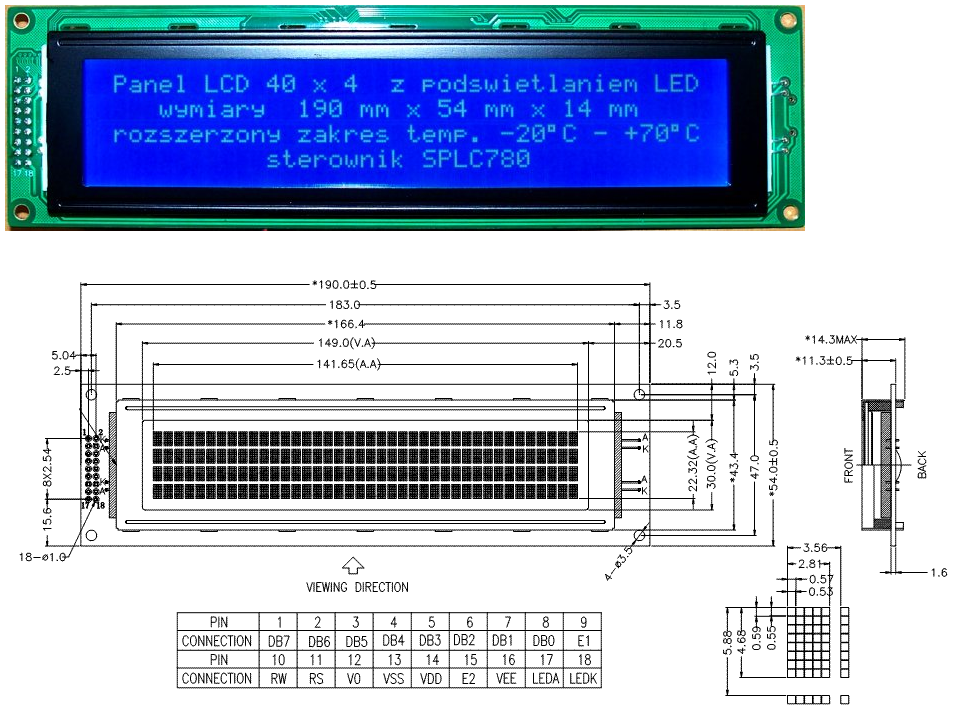 1 2
17 18
Panel LCD 40 x 4  z podswietlaniem LED
wymiary  190 mm x 54 mm x 14 mm
rozszerzony zakres temp. -20°C - +70°C
sterownik SPLC780
*190.0±0.5
183.0
3.5
*166.4
11.8
149.0(V.A)
20.5
141.65(A.A)
5.04
2.5
12.0
5.3
3.5
*14.3MAX
*11.3±0.5
1 2
K
A
K
A
17 18
8X2.54
15.6
18-ø1.0
A
K
A
K
22.32(A.A)
30.0(V.A)
*43.4
47.0
*54.0±0.5
4-ø3.5
FRONT
BACK
1.6
VIEWING DIRECTION
3.56
2.81
0.57
0.53
5.88
4.68
0.59
0.55
PIN 1 2 3 4 5 6 7 8 9
CONNECTION DB7 DB6 DB5 DB4 DB3 DB2 DB1 DB0 E1
PIN 10 11 12 13 14 15 16 17 18
CONNECTION RW RS V0 VSS VDD E2 VEE LEDA LEDK